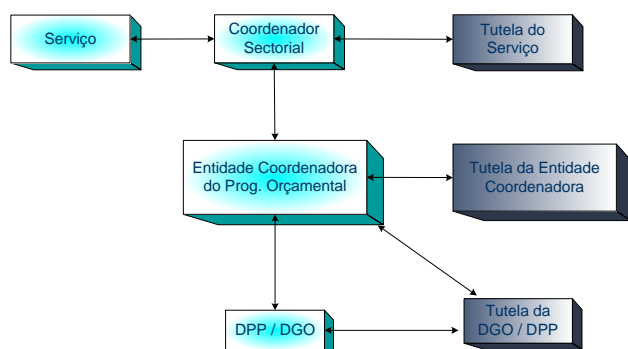 Serviço
Coordenador
Sectorial
Tutela do
Serviço
Entidade Coordenadora
do Prog. Orçamental
Tutela da Entidade
Coordenadora
DPP / DGO
Tutela da
DGO / DPP